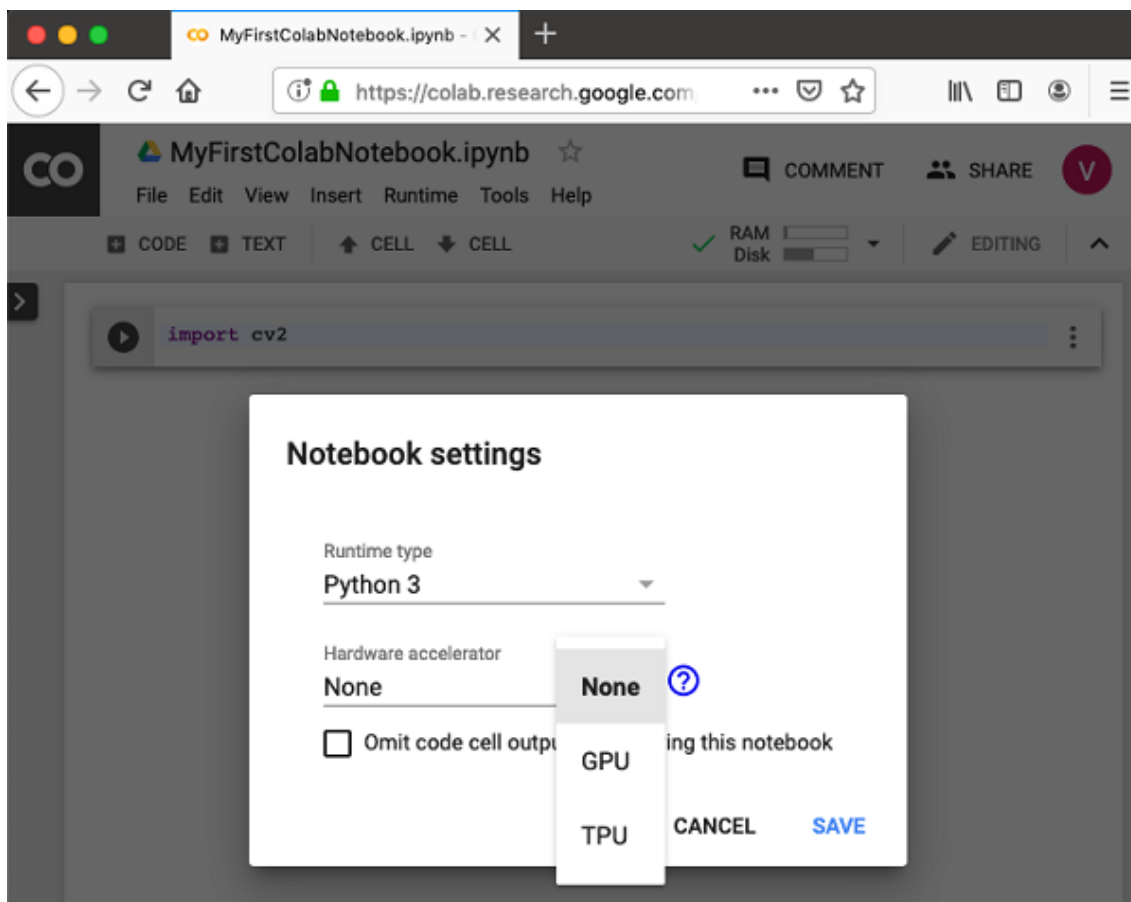 MyFirstColabNotebook.ipynb -
https://colab.research.google.com
CO
MyFirstColabNotebook.ipynb
COMMENT
SHARE
V
File Edit View Insert Runtime Tools Help
CODE TEXT CELL CELL
RAM
Disk
EDITING
import cv2
Notebook settings
Runtime type
Python 3
Hardware accelerator
None
None
?
Omit code cell outpu ing this notebook
GPU
TPU
CANCEL SAVE